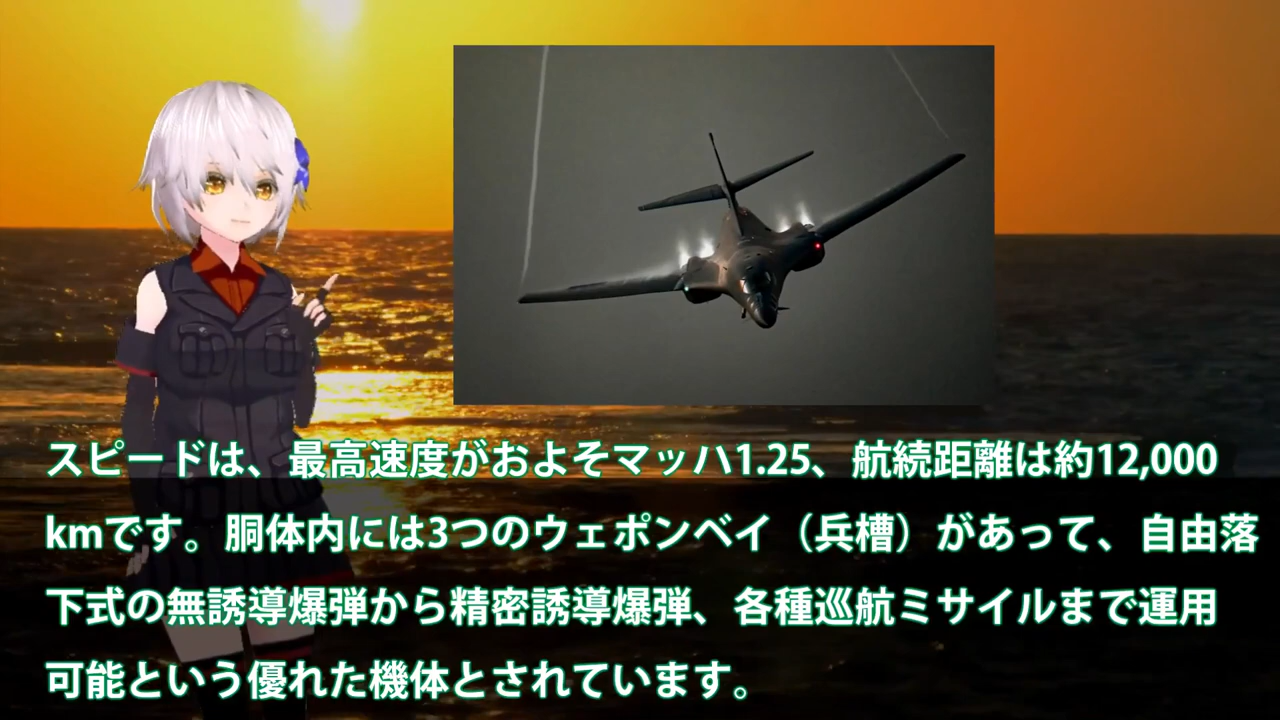 スピードは、最高速度がおよそマッハ1.25、航続距離は約12,000
kmです。胴体内には3つのウェポンベイ（兵槽）があって、自由落
下式の無誘導爆弾から精密誘導爆弾、各種巡航ミサイルまで運用
可能という優れた機体とされています。